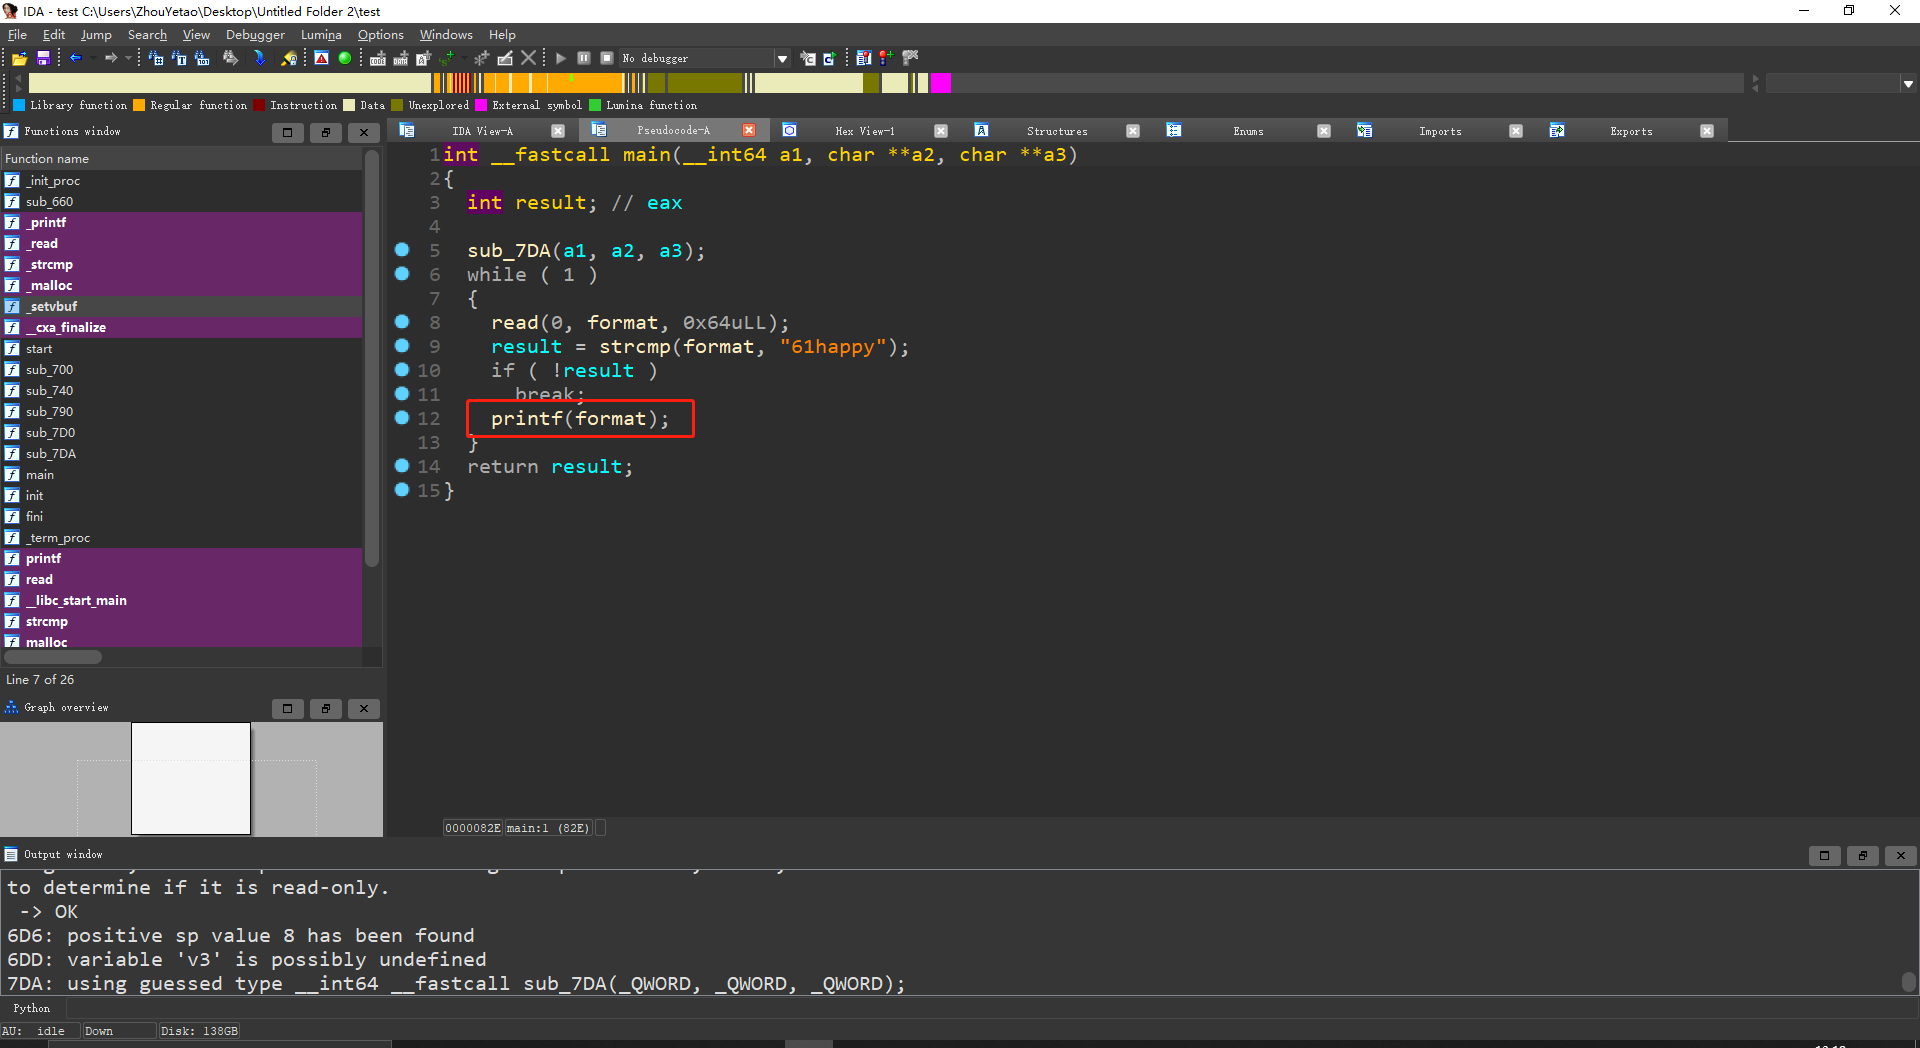 IDA - test C:\Users\ZhouYetao\Desktop\Untitled Folder 2\test
File Edit Jump Search View Debugger Lumina Options Windows Help
No debugger
Library function Regular function Instruction Data Unexplored External symbol Lumina function
Functions window
Function name
_init_proc
sub_660
_printf
_read
_strcmp
_malloc
_setvbuf
__cxa_finalize
start
sub_700
sub_740
sub_790
sub_7D0
sub_7DA
main
init
fini
_term_proc
printf
read
__libc_start_main
strcmp
malloc
Line 7 of 26
Graph overview
IDA View-A Pseudocode-A Hex View-1 Structures Enums Imports Exports
1 int __fastcall main(__int64 a1, char **a2, char **a3)
2 {
3 int result; // eax
4
5 sub_7DA(a1, a2, a3);
6 while ( 1 )
7 {
8 read(0, format, 0x64uLL);
9 result = strcmp(format, "61happy");
10 if ( !result )
11 break;
12 printf(format);
13 }
14 return result;
15 }
0000082E main:1 (82E)
Output window
to determine if it is read-only.
-> OK
6D6: positive sp value 8 has been found
6DD: variable 'v3' is possibly undefined
7DA: using guessed type __int64 __fastcall sub_7DA(_QWORD, _QWORD, _QWORD);
Python
AU: idle Down Disk: 138GB